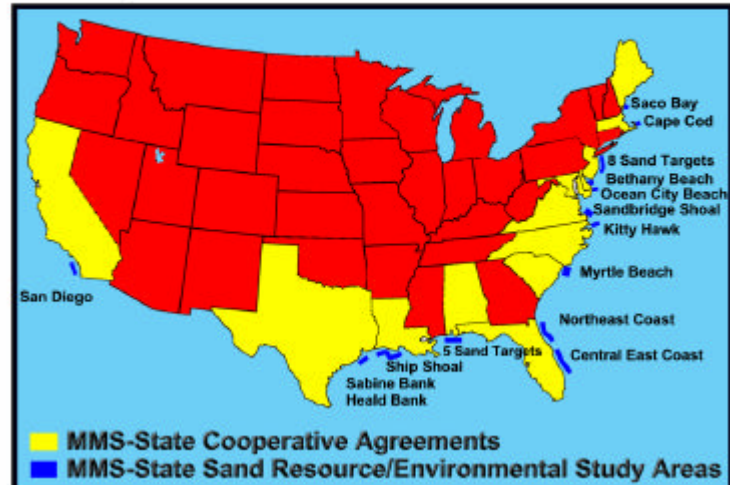 Saco Bay
Cape Cod
8 Sand Targets
Bethany Beach
Ocean City Beach
Sandbridge Shoal
Kitty Hawk
Myrtle Beach
San Diego
Northeast Coast
5 Sand Targets
Central East Coast
Ship Shoal
Sabine Bank
Heald Bank
MMS-State Cooperative Agreements
MMS-State Sand Resource/Environmental Study Areas